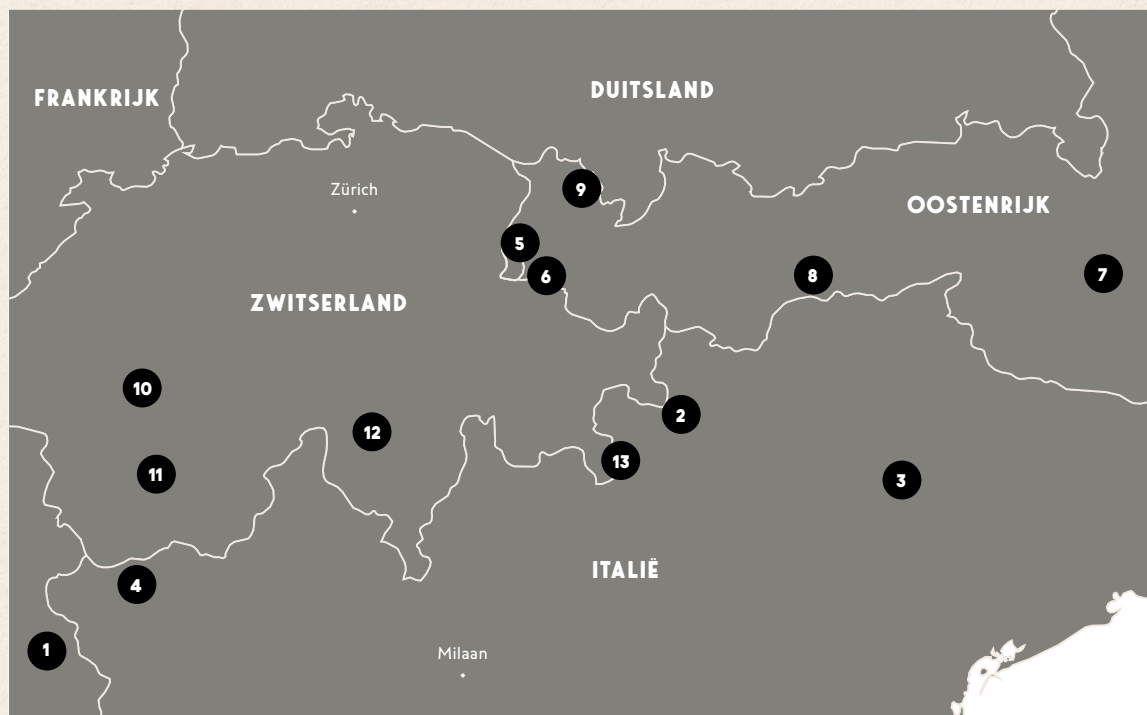 DUITSLAND
FRANKRIJK
Zürich
9
OOSTENRIJK
5
6
8
7
ZWITSERLAND
10
2
12
13
11
3
ITALIË
4
1
Milaan